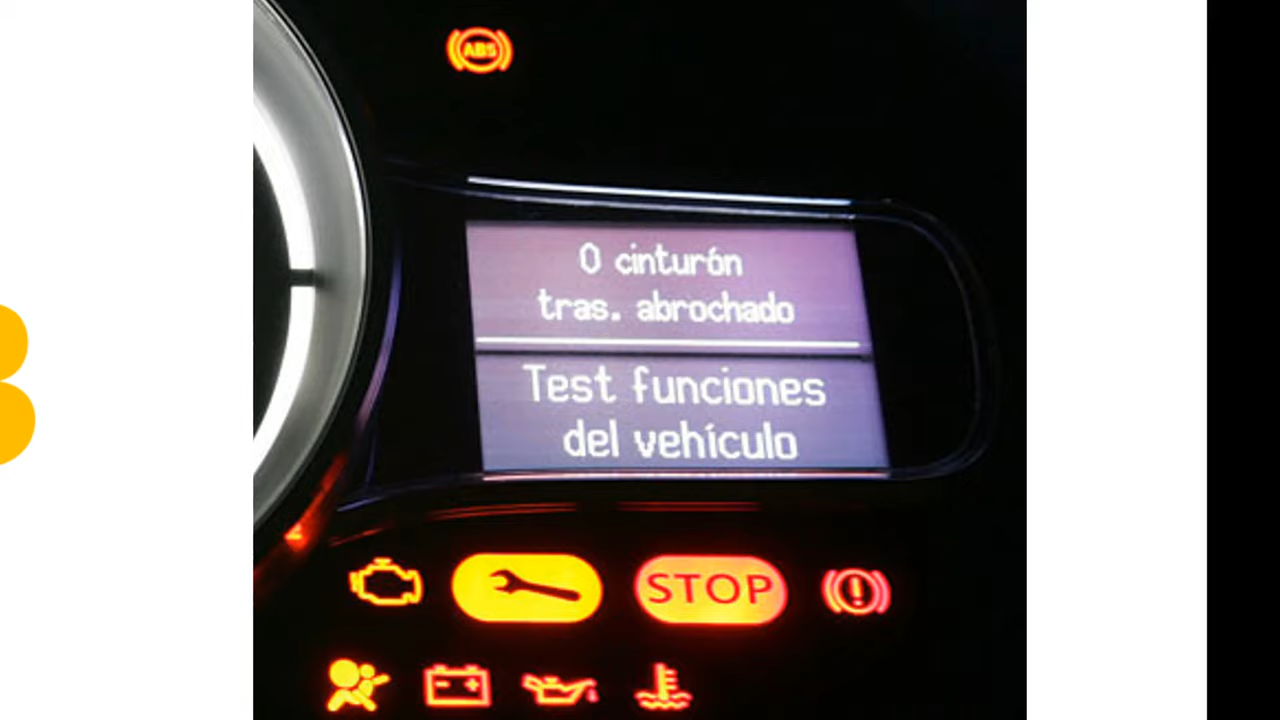 ABS
0 cinturón
tras. abrochado
Test funciones
del vehículo
STOP